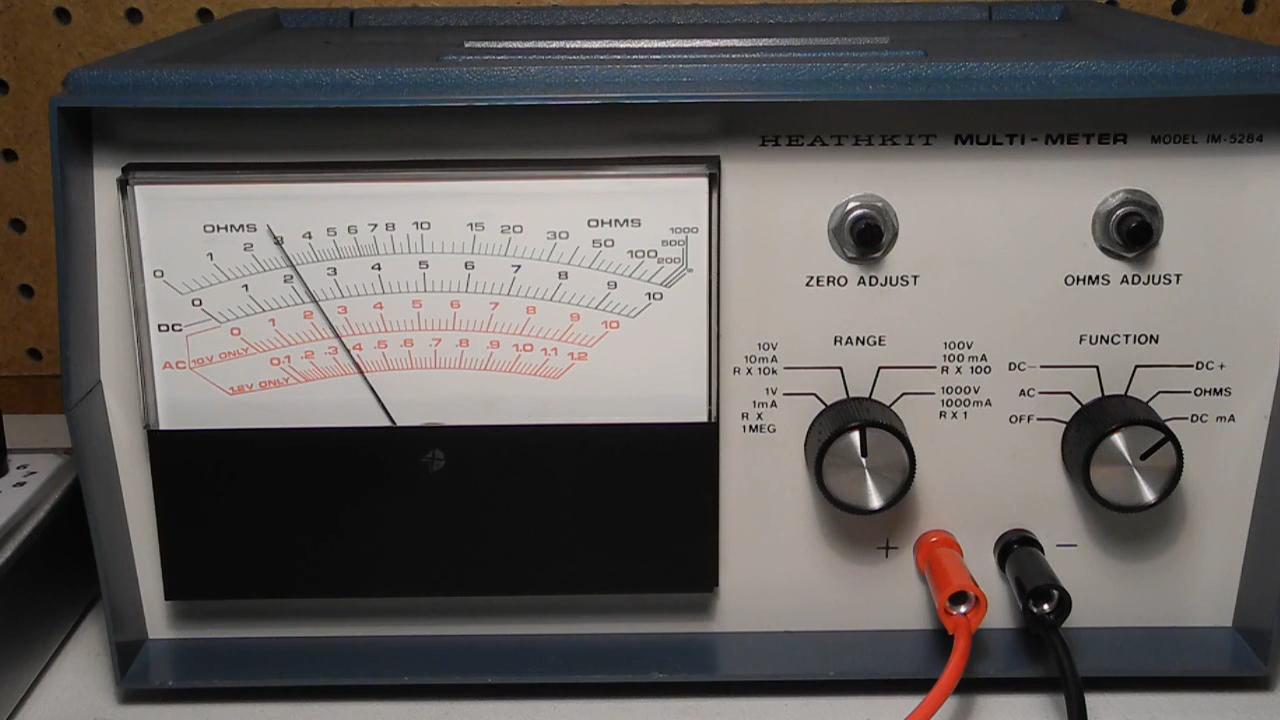 HEATHKIT MULTI-METER MODEL IM-5284
OHMS OHMS
0 1 2 3 4 5 6 7 8 10 15 20 30 50 100 200 500 1000
0 1 2 3 4 5 6 7 8 9 10
DC
0 1 2 3 4 5 6 7 8 9 10
AC 10V ONLY
0.1 .2 .3 .4 .5 .6 .7 .8 .9 1.0 1.1 1.2
1.2V ONLY
ZERO ADJUST
OHMS ADJUST
RANGE
10V
10mA
R X 10k
1V
1mA
R X
1MEG
100V
100 mA
R X 100
1000V
1000mA
R X 1
FUNCTION
DC-
AC
OFF
DC +
OHMS
DC mA
+ -
6
7
8